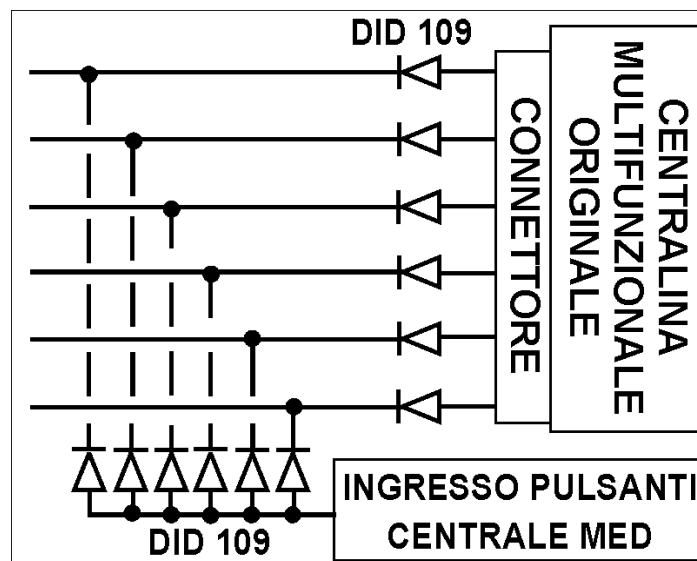 DID 109
CONNETTORE
CENTRALINA
MULTIFUNZIONALE
ORIGINALE
INGRESSO PULSANTI
CENTRALE MED
DID 109